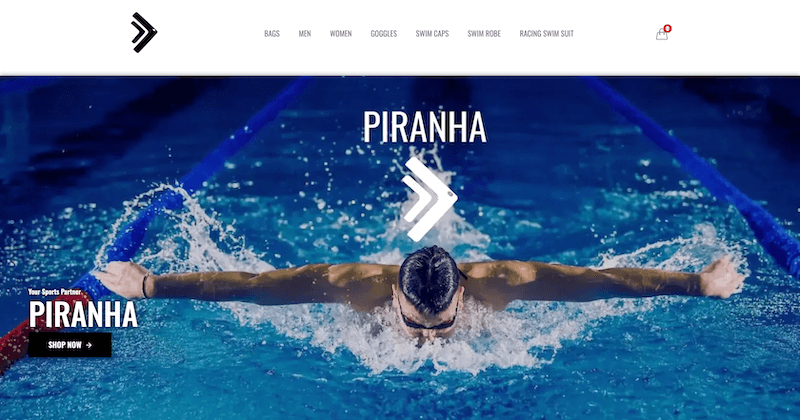 BAGS MEN WOMEN GOGGLES SWIM CAPS SWIM ROBE RACING SWIM SUIT
0
PIRANHA
Your Sports Partner
PIRANHA
SHOP NOW →